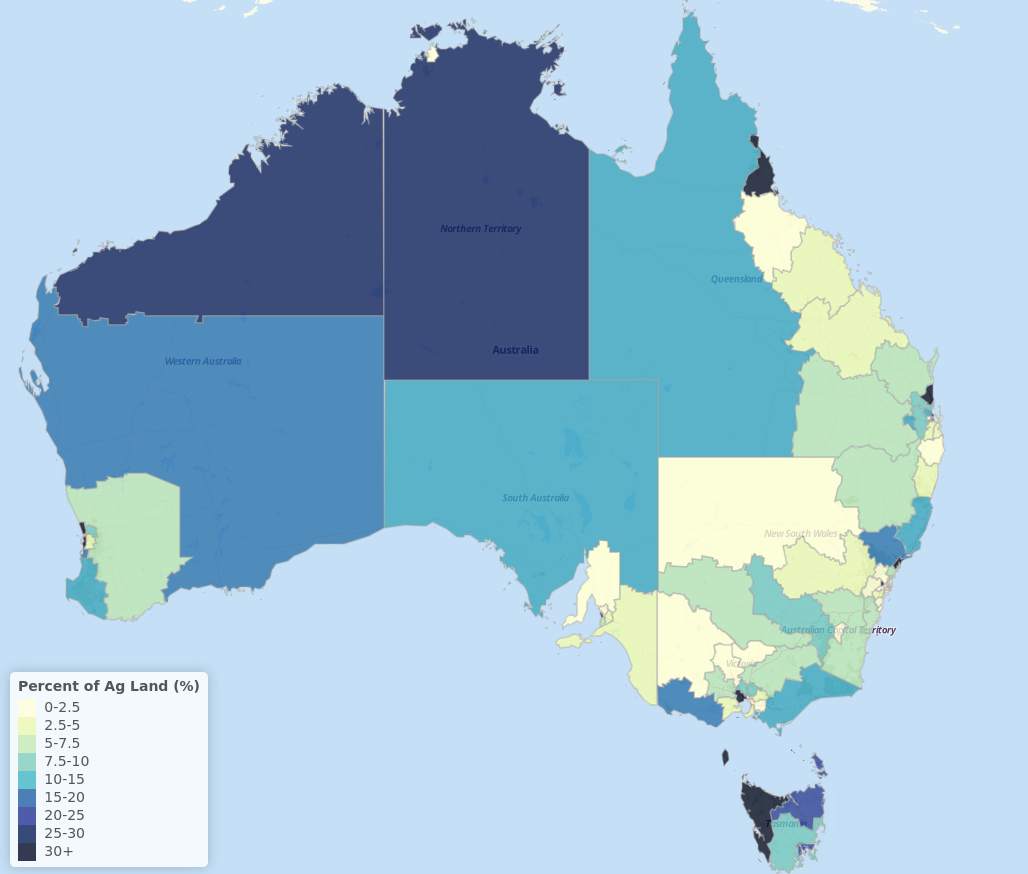 Northern Territory
Queensland
Australia
Western Australia
South Australia
New South Wales
Australian Capital Territory
Victoria
Tasmania
Percent of Ag Land (%)
0-2.5
2.5-5
5-7.5
7.5-10
10-15
15-20
20-25
25-30
30+